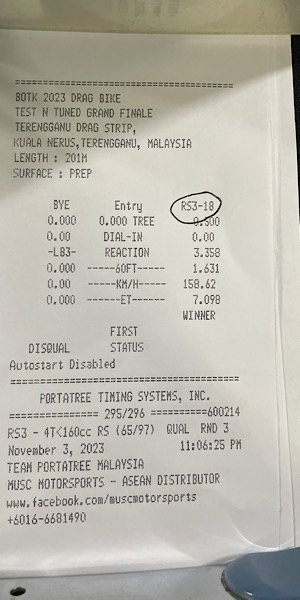 ==================================
BOTK 2023 DRAG BIKE
TEST N TUNED GRAND FINALE
TERENGGANU DRAG STRIP,
KUALA NERUS,TERENGGANU, MALAYSIA
LENGTH : 201M
SURFACE : PREP
BYE Entry RS3-18
0.000 0.000 TREE 0.500
0.00 DIAL-IN 0.00
-LB3- REACTION 3.358
0.000 ------60FT----- 1.631
0.00 -----KM/H----- 158.62
0.000 ------ET----- 7.098
WINNER
FIRST
DISQUAL STATUS
Autostart Disabled
==================================
PORTATREE TIMING SYSTEMS, INC.
============== 295/296 ==========600214
RS3 - 4T<160cc RS (65/97) QUAL RND 3
November 3, 2023 11:06:25 PM
TEAM PORTATREE MALAYSIA
MUSC MOTORSPORTS - ASEAN DISTRIBUTOR
www.facebook.com/muscmotorsports
+6016-6681490